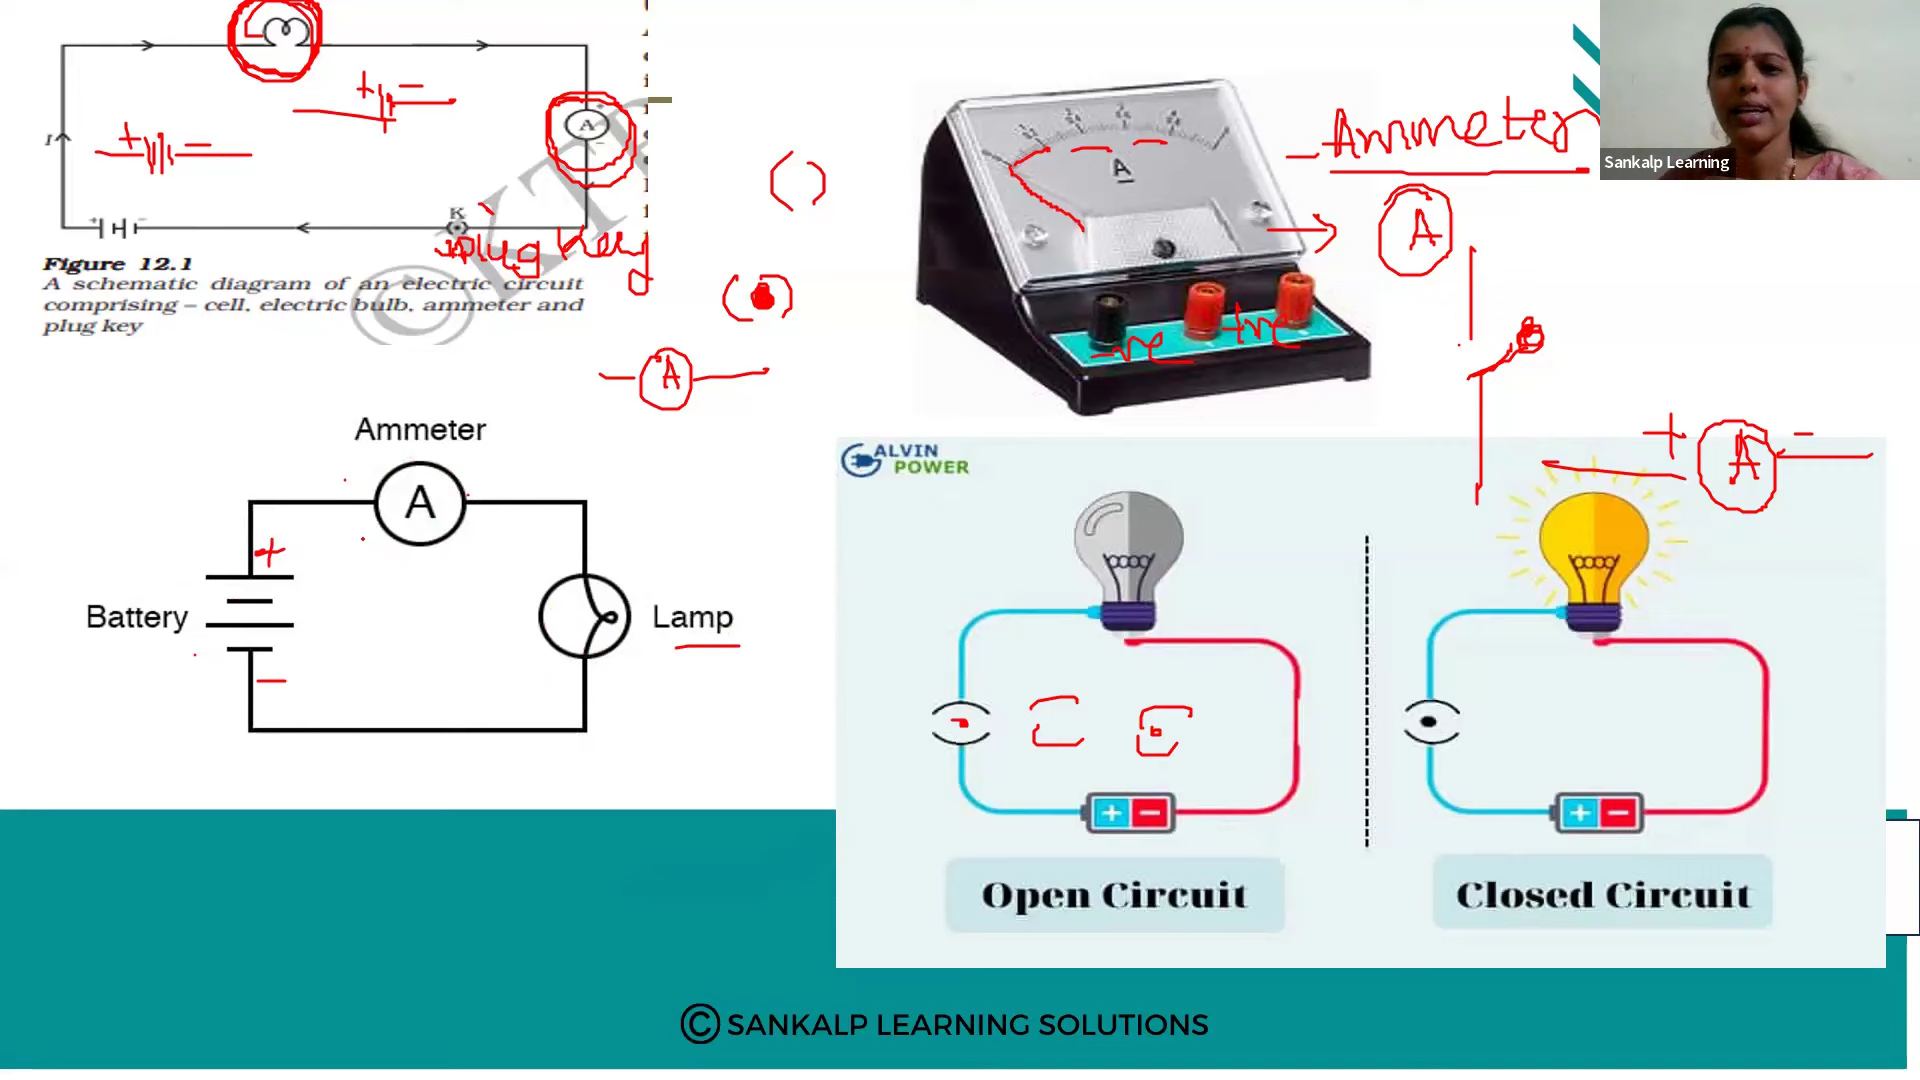 I
K
A
plug key
+ -
+ -
+ -
Figure 12.1
A schematic diagram of an electric circuit
comprising – cell, electric bulb, ammeter and
plug key
A
A
Ammeter
A
-ve +ve
+ A -
Sankalp Learning
Ammeter
A
Battery
+
-
Lamp
GALVIN
POWER
+ -
+ -
Open Circuit
Closed Circuit
© SANKALP LEARNING SOLUTIONS